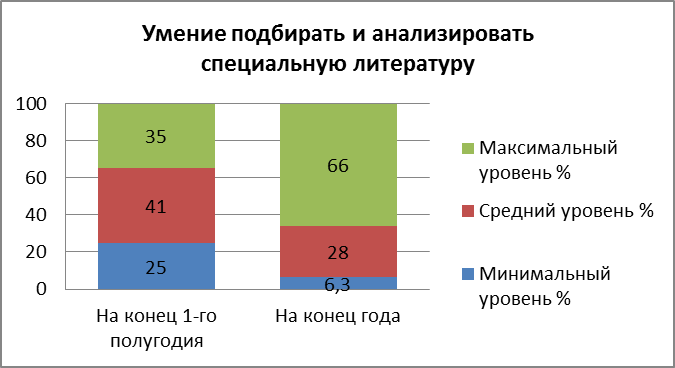 Умение подбирать и анализировать
специальную литературу
100
80
60
40
20
0
35
41
25
66
28
6,3
На конец 1-го
полугодия
На конец года
Максимальный
уровень %
Средний уровень %
Минимальный
уровень %